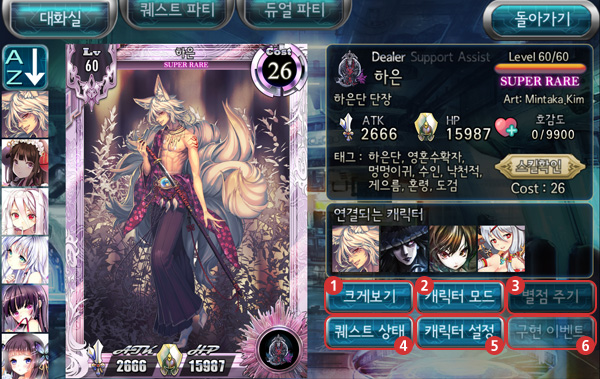 대화실
퀘스트 파티
듀얼 파티
돌아가기
A
Z
Lv
60
하은
SUPER RARE
Cost
26
ATK
2666
HP
15987
Dealer Support Assist
Level 60/60
하은
SUPER RARE
하은단 단장
Art: Mintaka_Kim
ATK
2666
HP
15987
호감도
0/9900
태그 : 하은단, 영혼수확자,
멍멍이귀, 수인, 낙천적,
게으름, 혼령, 도검
스킬확인
Cost : 26
연결되는 캐릭터
1
크게보기
2
캐릭터 모드
3
별점 주기
퀘스트 상태
4
캐릭터 설정
5
구현 이벤트
6